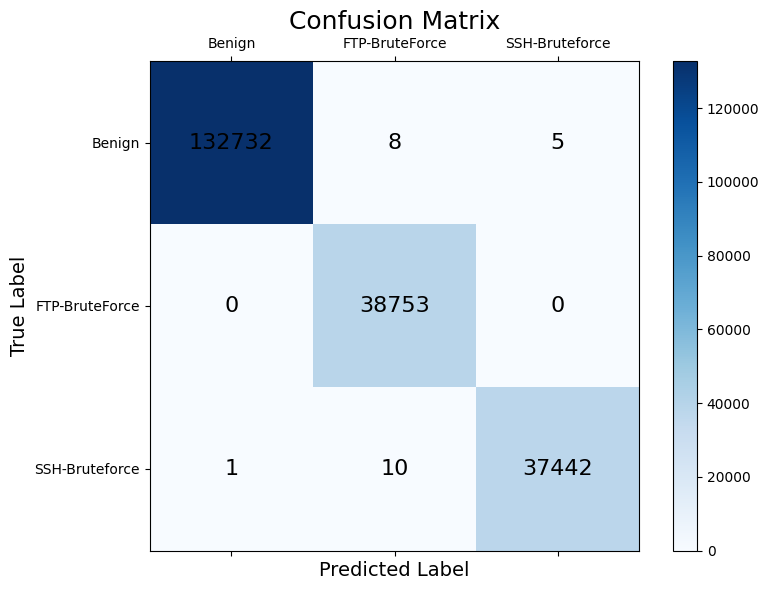 Confusion Matrix
Benign FTP-BruteForce SSH-Bruteforce
Benign 132732 8 5
FTP-BruteForce 0 38753 0
SSH-Bruteforce 1 10 37442
True Label
Predicted Label
120000
100000
80000
60000
40000
20000
0